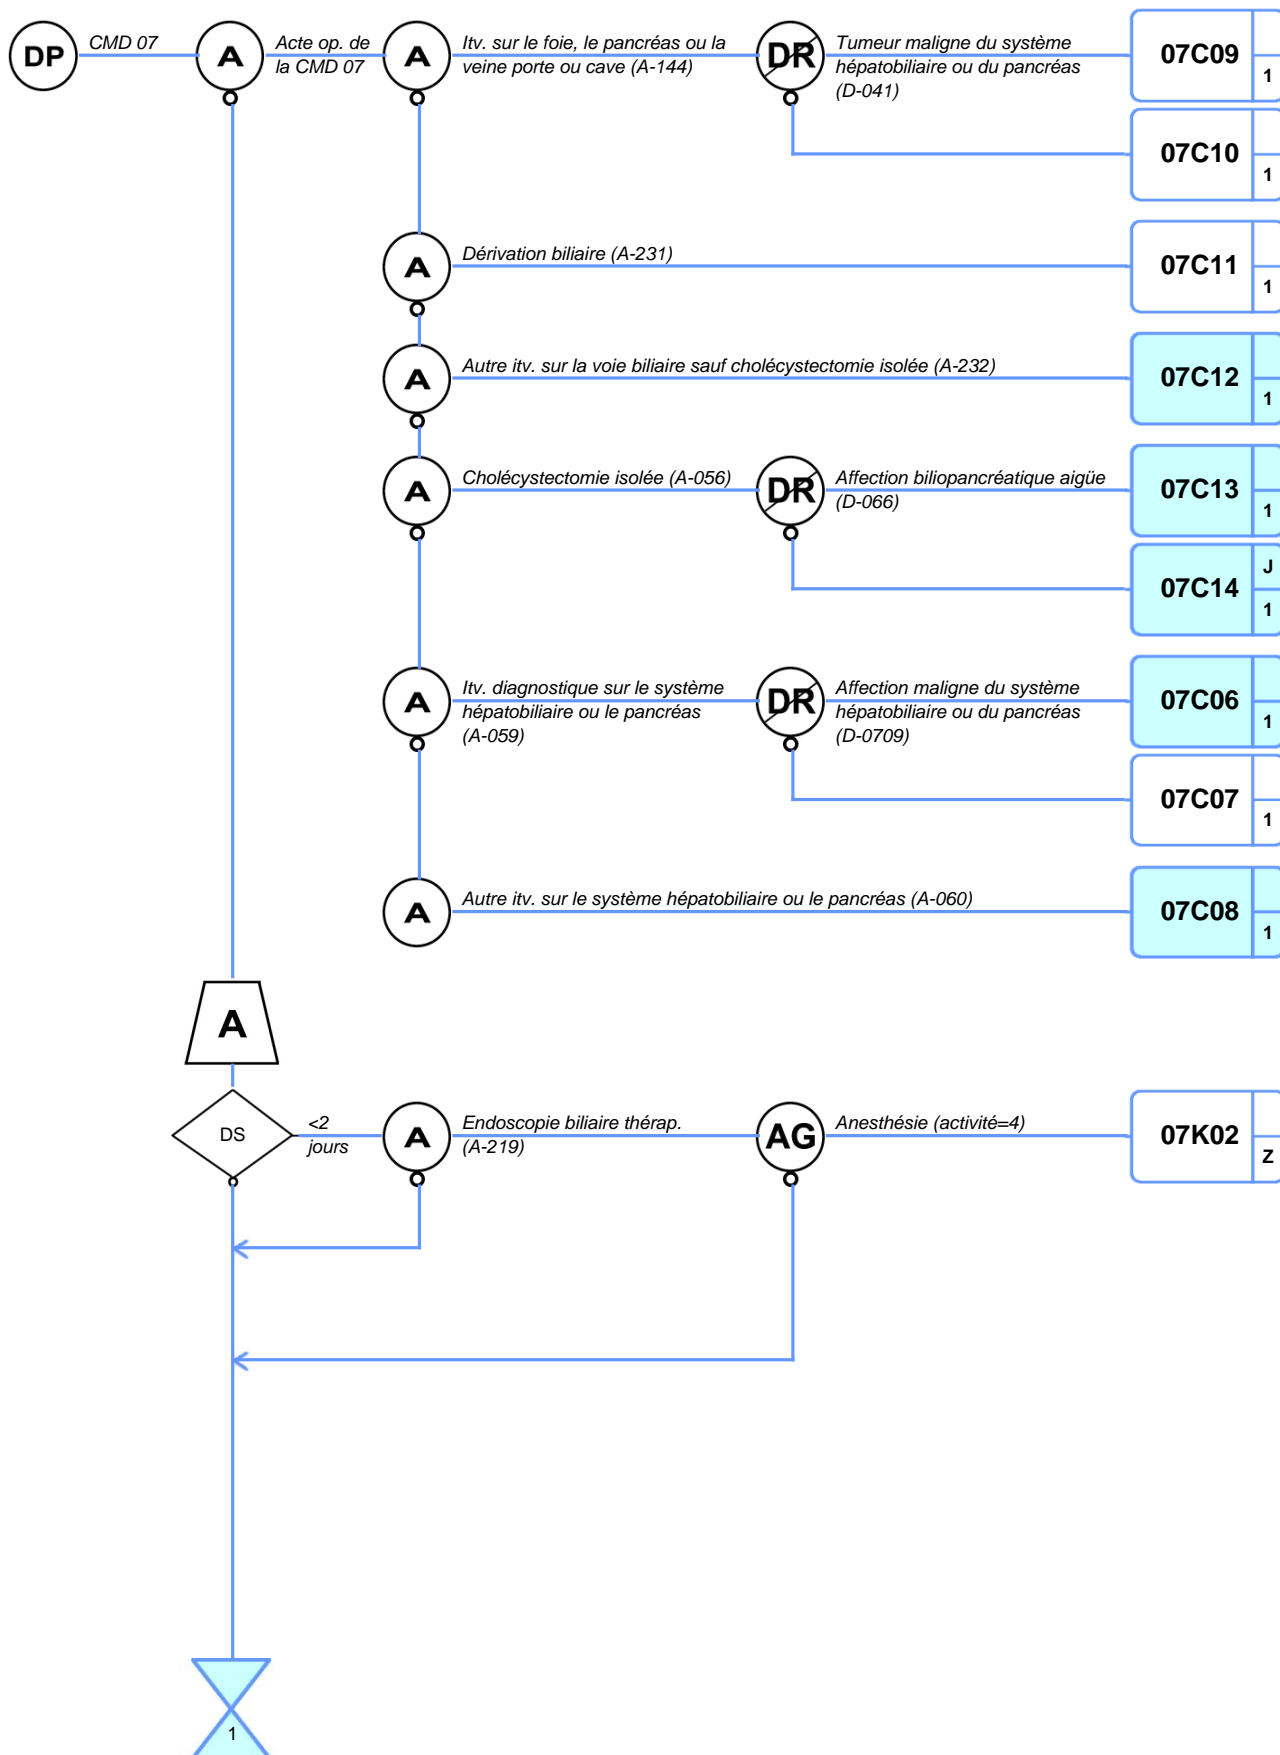 DP
CMD 07
A
Acte op. de
la CMD 07
A
Itv. sur le foie, le pancréas ou la
veine porte ou cave (A-144)
DR
Tumeur maligne du système
hépatobiliaire ou du pancréas
(D-041)
07C09
1
07C10
1
A
Dérivation biliaire (A-231)
07C11
1
A
Autre itv. sur la voie biliaire sauf cholécystectomie isolée (A-232)
07C12
1
A
Cholécystectomie isolée (A-056)
DR
Affection biliopancréatique aigüe
(D-066)
07C13
1
07C14
J
1
A
Itv. diagnostique sur le système
hépatobiliaire ou le pancréas
(A-059)
DR
Affection maligne du système
hépatobiliaire ou du pancréas
(D-0709)
07C06
1
07C07
1
A
Autre itv. sur le système hépatobiliaire ou le pancréas (A-060)
07C08
1
A
DS
<2
jours
A
Endoscopie biliaire thérap.
(A-219)
AG
Anesthésie (activité=4)
07K02
Z
1